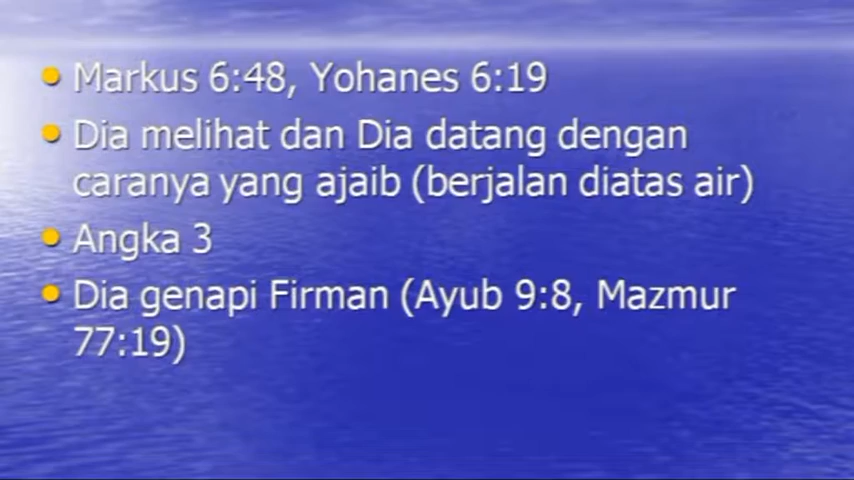 • Markus 6:48, Yohanes 6:19
• Dia melihat dan Dia datang dengan
caranya yang ajaib (berjalan diatas air)
• Angka 3
• Dia genapi Firman (Ayub 9:8, Mazmur
77:19)